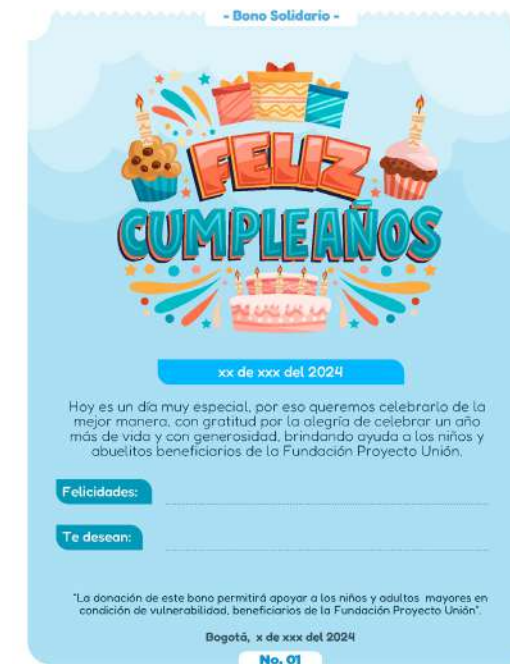 - Bono Solidario -
FELIZ
CUMPLEAÑOS
xx de xxx del 2024
Hoy es un día muy especial, por eso queremos celebrarlo de la
mejor manera, con gratitud por la alegría de celebrar un año
más de vida y con generosidad, brindando ayuda a los niños y
abuelitos beneficiarios de la Fundación Proyecto Unión.
Felicidades:
Te desean:
"La donación de este bono permitirá apoyar a los niños y adultos mayores en
condición de vulnerabilidad, beneficiarios de la Fundación Proyecto Unión".
Bogotá, x de xxx del 2024
No. 01